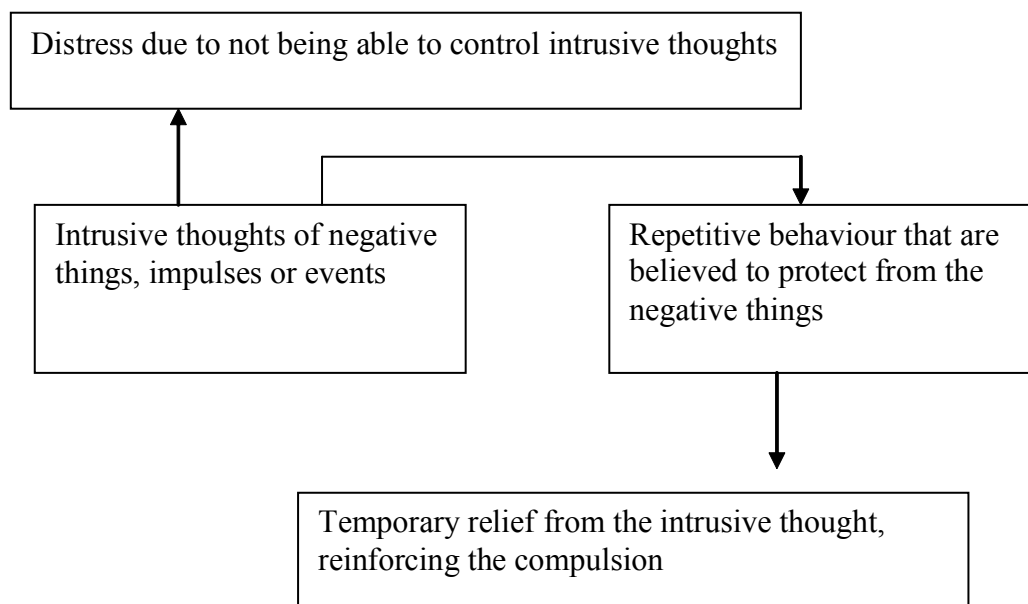 Distress due to not being able to control intrusive thoughts
Intrusive thoughts of negative
things, impulses or events
Repetitive behaviour that are
believed to protect from the
negative things
Temporary relief from the intrusive thought,
reinforcing the compulsion